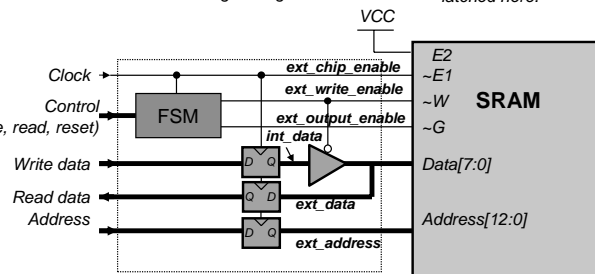 latched here.
VCC
E2
Clock
ext_chip_enable
~E1
ext_write_enable
Control
~W
SRAM
FSM
e, read, reset)
ext_output_enable
~G
int_data
Write data
D Q
Data[7:0]
Read data
Q D
ext_data
Address
D Q
Address[12:0]
ext_address